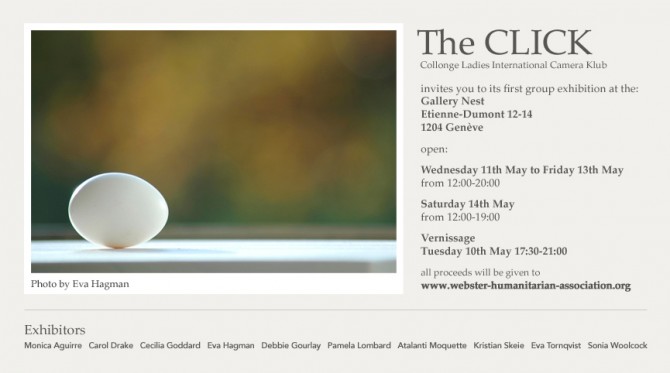 The CLICK
Collonge Ladies International Camera Klub
invites you to its first group exhibition at the:
Gallery Nest
Etienne-Dumont 12-14
1204 Genève
open:
Wednesday 11th May to Friday 13th May
from 12:00-20:00
Saturday 14th May
from 12:00-19:00
Vernissage
Tuesday 10th May 17:30-21:00
all proceeds will be given to
www.webster-humanitarian-association.org
Photo by Eva Hagman
Exhibitors
Monica Aguirre Carol Drake Cecilia Goddard Eva Hagman Debbie Gourlay Pamela Lombard Atalanti Moquette Kristian Skeie Eva Tornqvist Sonia Woolcock